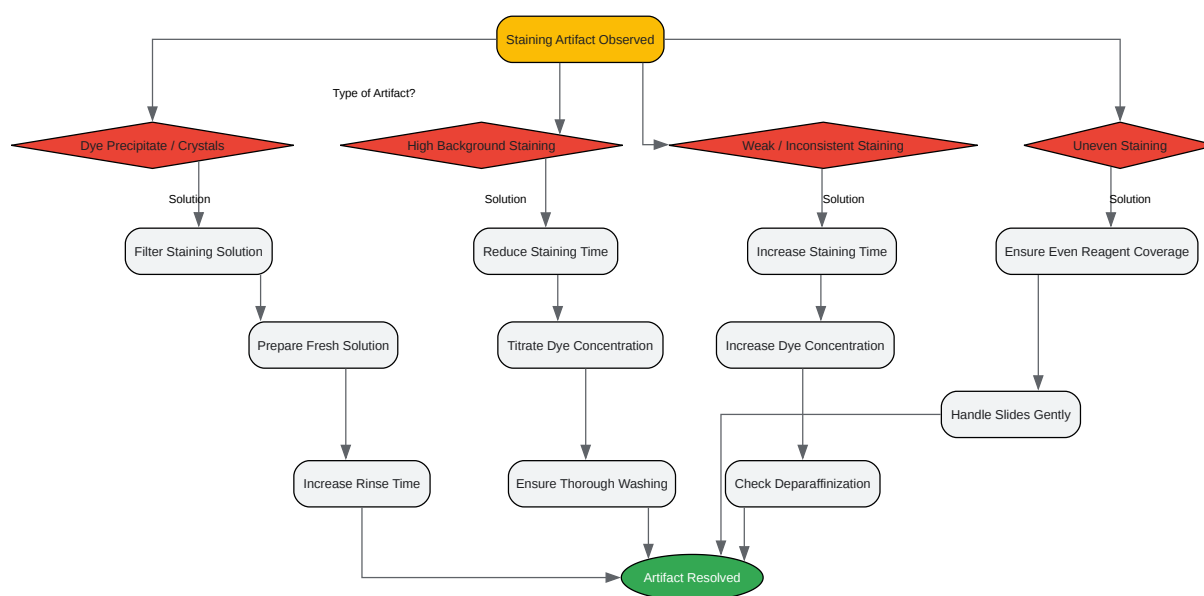 Staining Artifact Observed
Type of Artifact?
Dye Precipitate / Crystals
High Background Staining
Weak / Inconsistent Staining
Uneven Staining
Solution
Solution
Solution
Solution
Filter Staining Solution
Reduce Staining Time
Increase Staining Time
Ensure Even Reagent Coverage
Prepare Fresh Solution
Titrate Dye Concentration
Increase Dye Concentration
Handle Slides Gently
Increase Rinse Time
Ensure Thorough Washing
Check Deparaffinization
Artifact Resolved